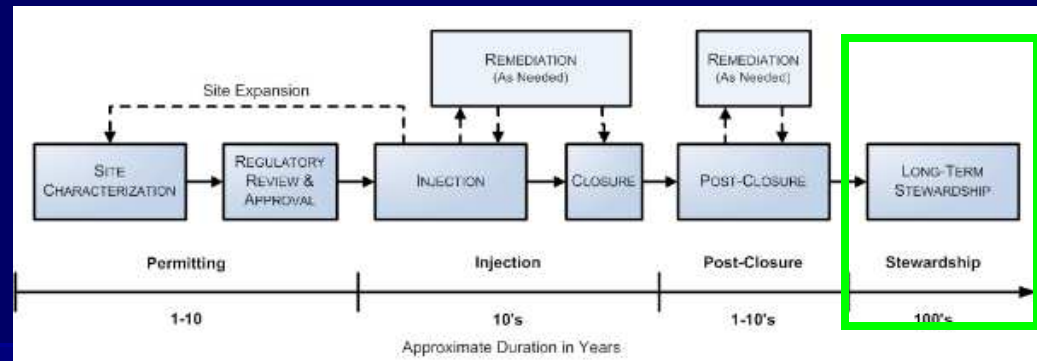 REMEDIATION
(As Needed)
REMEDIATION
(As Needed)
Site Expansion
SITE
CHARACTERIZATION
REGULATORY
REVIEW &
APPROVAL
INJECTION
CLOSURE
POST-CLOSURE
LONG-TERM
STEWARDSHIP
Permitting
Injection
Post-Closure
Stewardship
1-10
10's
1-10's
100's
Approximate Duration in Years